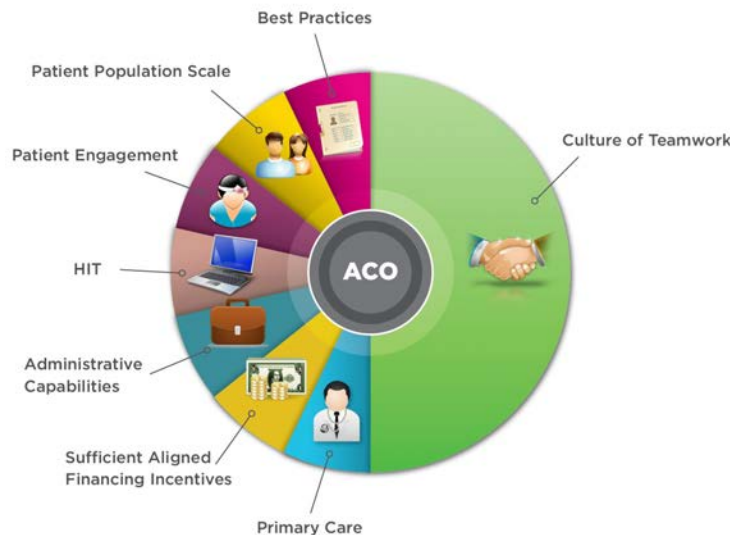 Best Practices
Patient Population Scale
Culture of Teamwork
Patient Engagement
HIT
ACO
Administrative
Capabilities
Sufficient Aligned
Financing Incentives
Primary Care